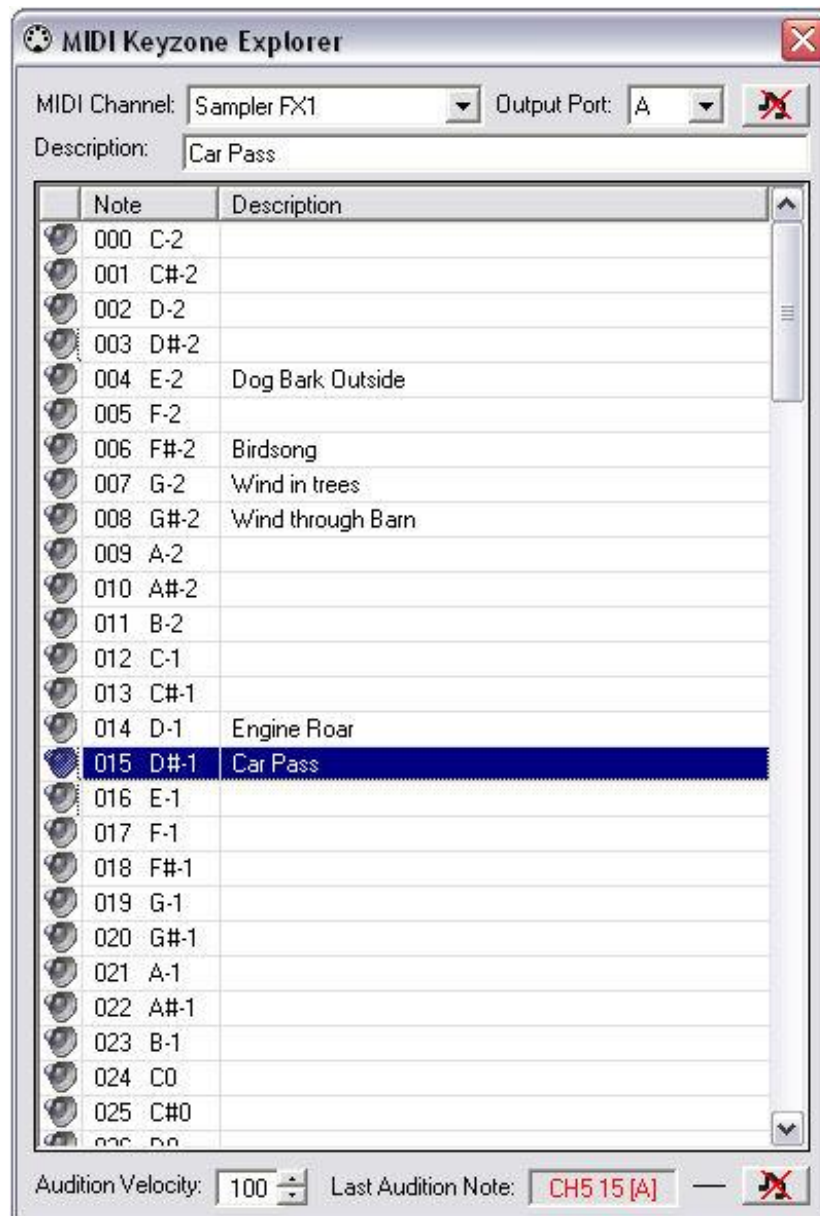 MIDI Keyzone Explorer
MIDI Channel: Sampler FX1 Output Port: A
Description: Car Pass
Note Description
000 C-2
001 C#-2
002 D-2
003 D#-2
004 E-2 Dog Bark Outside
005 F-2
006 F#-2 Birdsong
007 G-2 Wind in trees
008 G#-2 Wind through Barn
009 A-2
010 A#-2
011 B-2
012 C-1
013 C#-1
014 D-1 Engine Roar
015 D#-1 Car Pass
016 E-1
017 F-1
018 F#-1
019 G-1
020 G#-1
021 A-1
022 A#-1
023 B-1
024 C0
025 C#0
Audition Velocity: 100 Last Audition Note: CH5 15 [A]